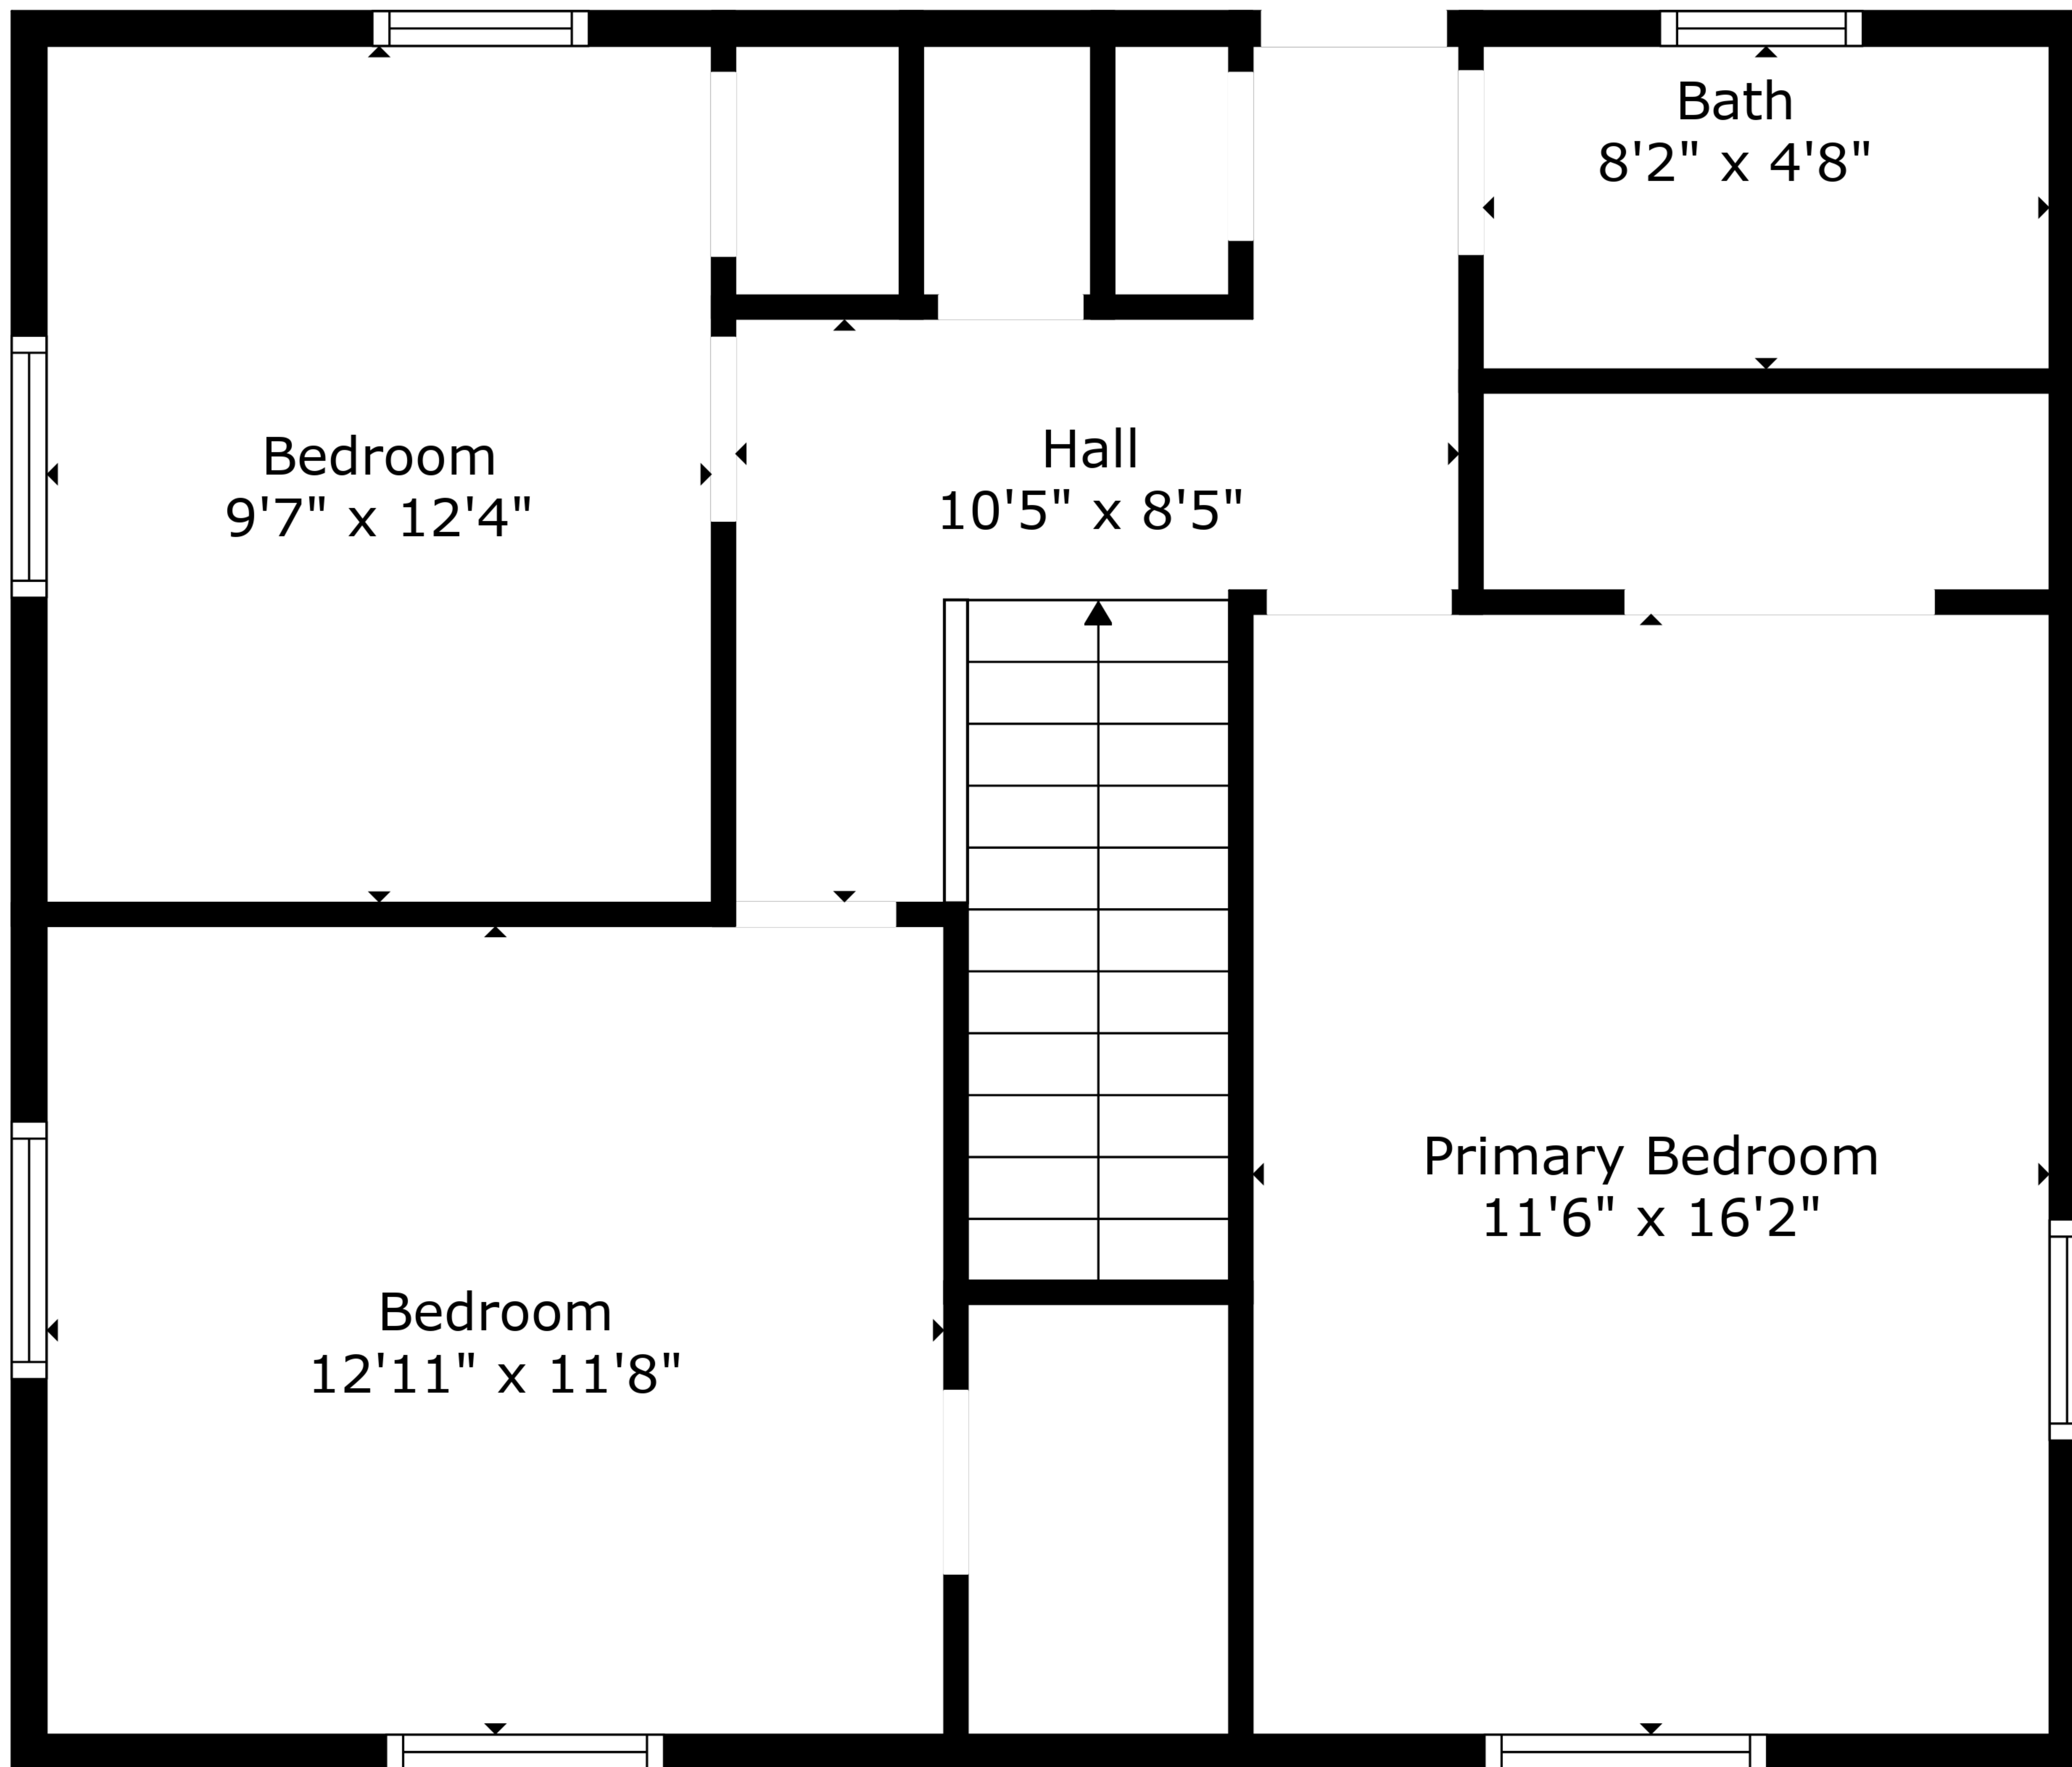 Bath
8'2" x 4'8"
Bedroom
9'7" x 12'4"
Hall
10'5" x 8'5"
Primary Bedroom
11'6" x 16'2"
Bedroom
12'11" x 11'8"